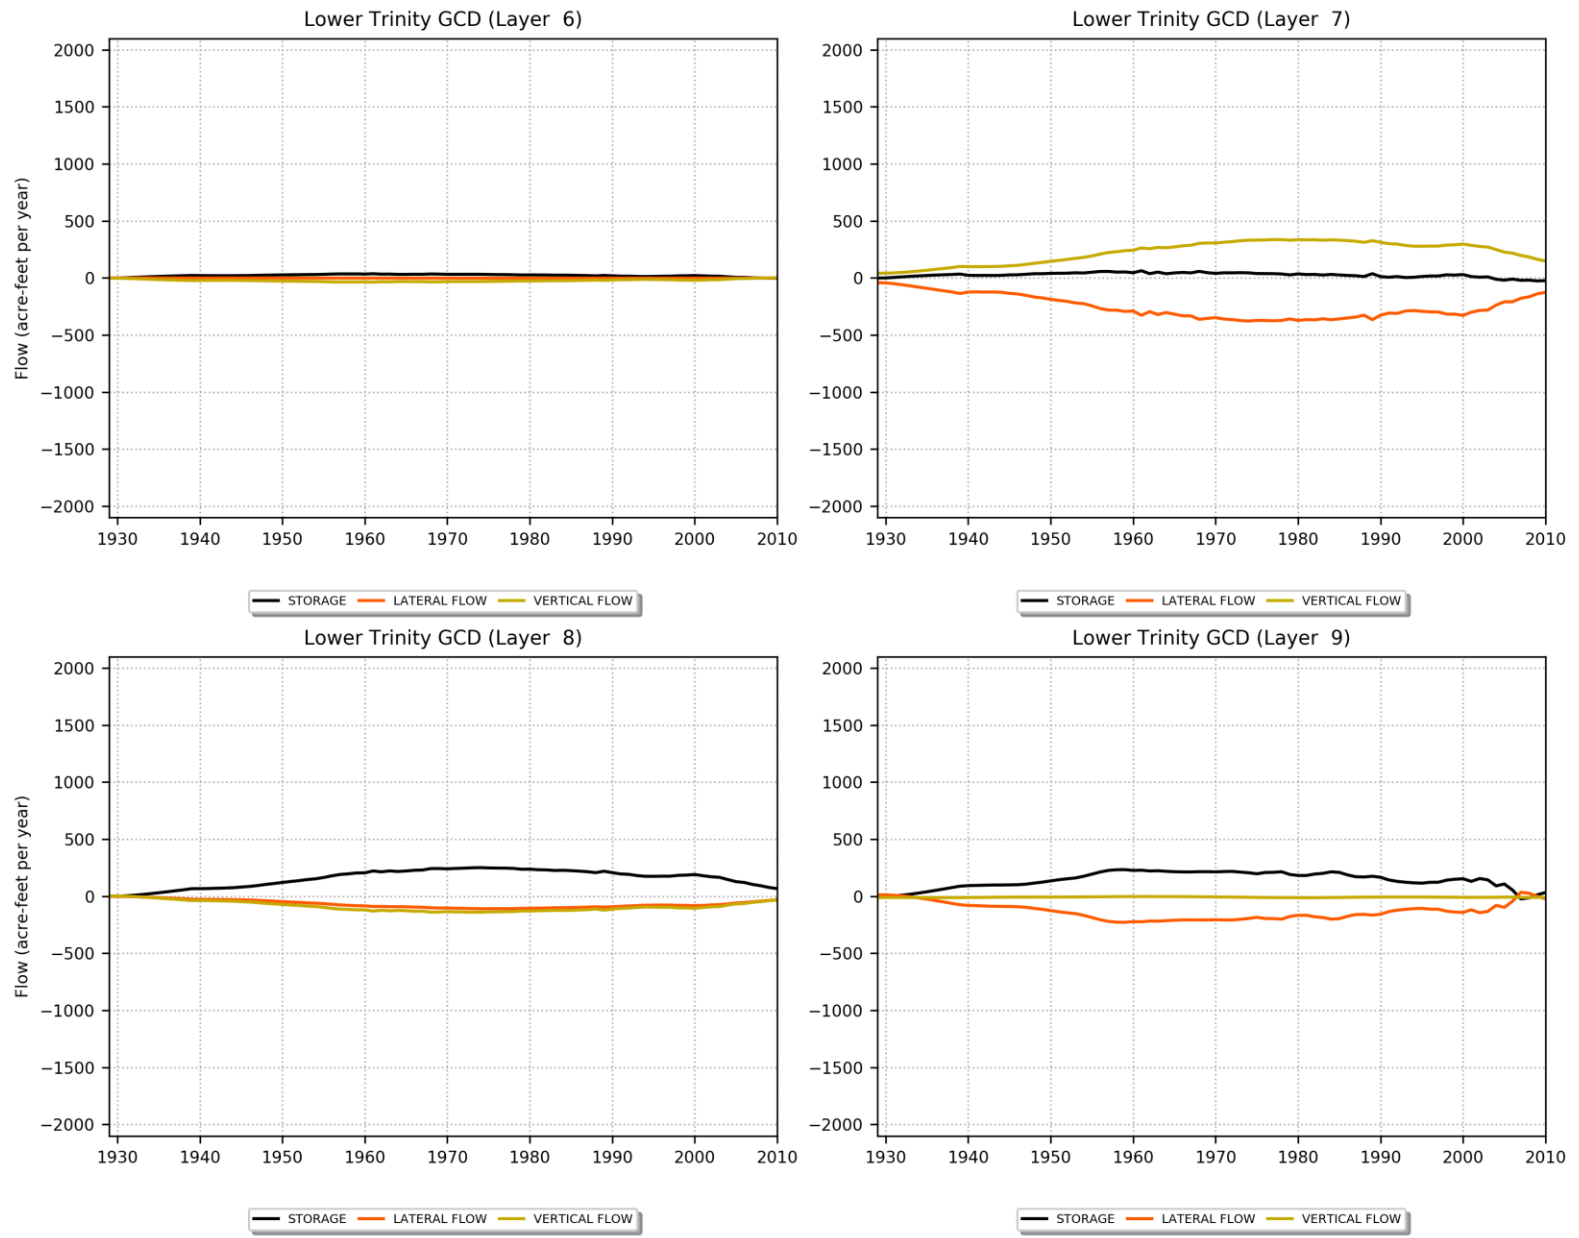 Lower Trinity GCD (Layer  6)
Flow (acre-feet per year)
2000
1500
1000
500
0
−500
−1000
−1500
−2000
1930 1940 1950 1960 1970 1980 1990 2000 2010
STORAGE LATERAL FLOW VERTICAL FLOW
Lower Trinity GCD (Layer  7)
2000
1500
1000
500
0
−500
−1000
−1500
−2000
1930 1940 1950 1960 1970 1980 1990 2000 2010
STORAGE LATERAL FLOW VERTICAL FLOW
Lower Trinity GCD (Layer  8)
Flow (acre-feet per year)
2000
1500
1000
500
0
−500
−1000
−1500
−2000
1930 1940 1950 1960 1970 1980 1990 2000 2010
STORAGE LATERAL FLOW VERTICAL FLOW
Lower Trinity GCD (Layer  9)
2000
1500
1000
500
0
−500
−1000
−1500
−2000
1930 1940 1950 1960 1970 1980 1990 2000 2010
STORAGE LATERAL FLOW VERTICAL FLOW